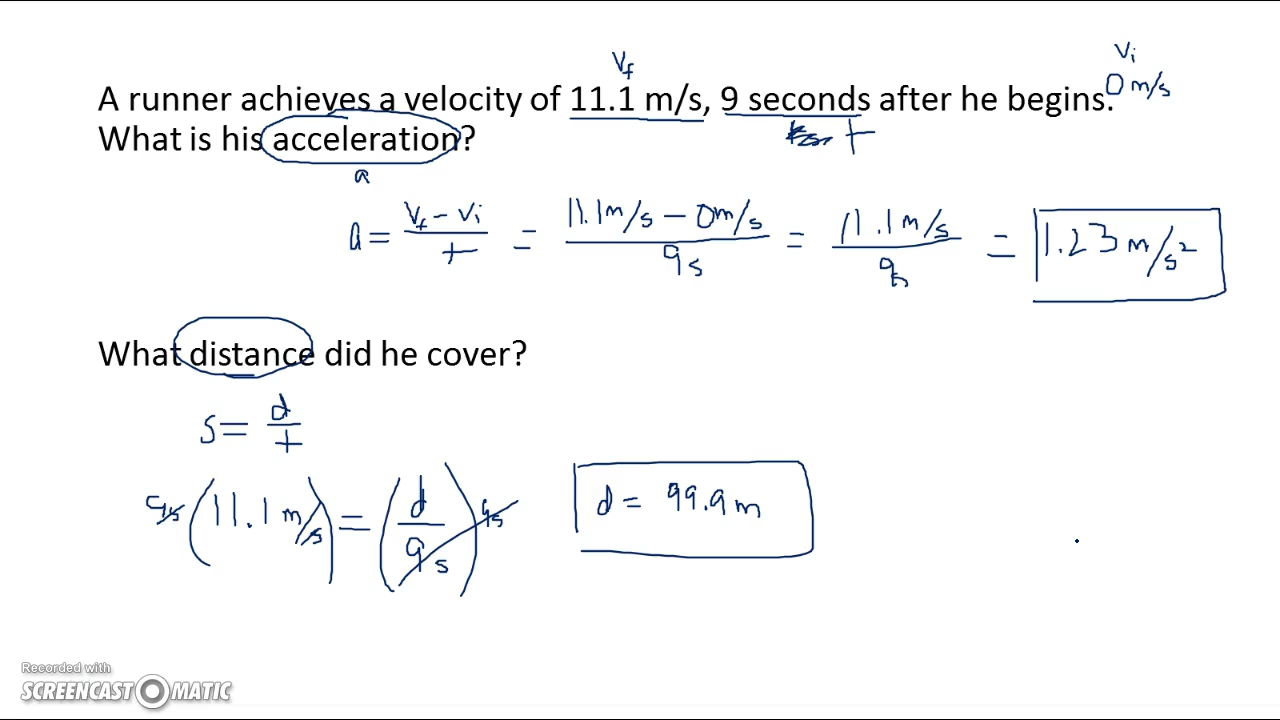 Vf
Vi
A runner achieves a velocity of 11.1 m/s, 9 seconds after he begins. 0 m/s
What is his acceleration? t
a
a = Vf - Vi / t = 11.1 m/s - 0 m/s / 9 s = 11.1 m/s / 9 s = 1.23 m/s²
What distance did he cover?
s = d / t
9s (11.1 m/s) = (d / 9 s) 9s
d = 99.9 m
Recorded with
SCREENCAST O MATIC